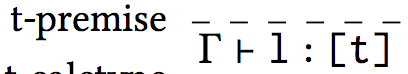 t-premise
Γ ⊢ l : [t]